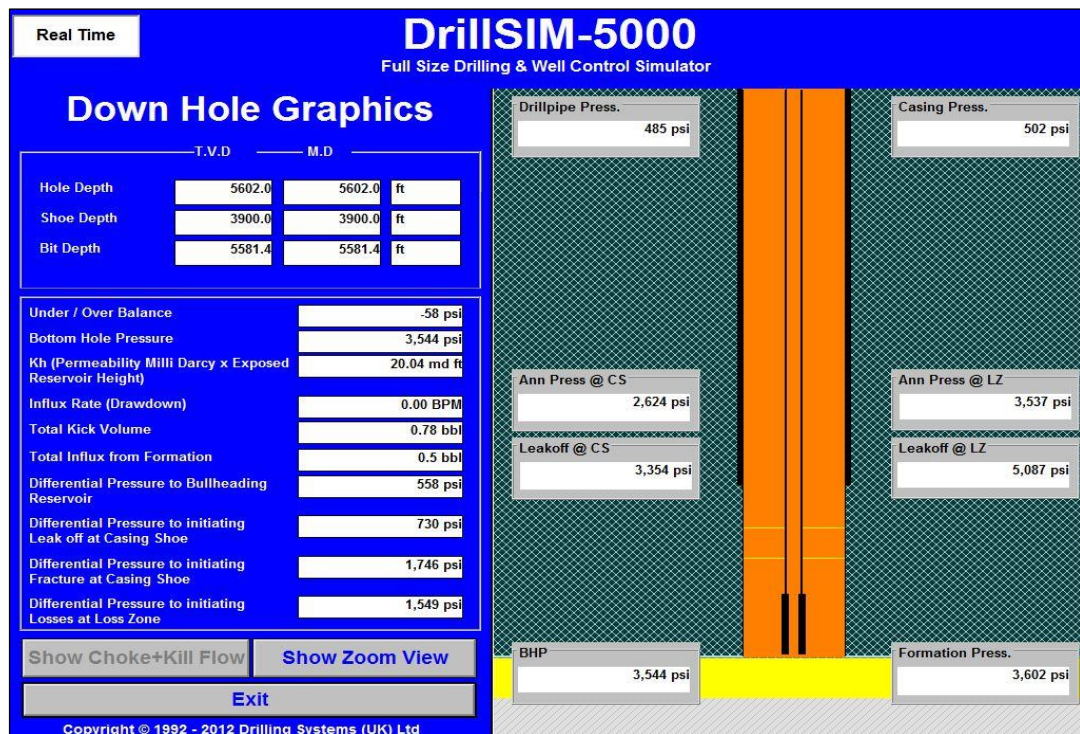 Real Time
DrillSIM-5000
Full Size Drilling & Well Control Simulator
Down Hole Graphics
T.V.D M.D
Hole Depth 5602.0 5602.0 ft
Shoe Depth 3900.0 3900.0 ft
Bit Depth 5581.4 5581.4 ft
Under / Over Balance -58 psi
Bottom Hole Pressure 3,544 psi
Kh (Permeability Milli Darcy x Exposed 20.04 md ft
Reservoir Height)
Influx Rate (Drawdown) 0.00 BPM
Total Kick Volume 0.78 bbl
Total Influx from Formation 0.5 bbl
Differential Pressure to Bullheading 558 psi
Reservoir
Differential Pressure to initiating 730 psi
Leak off at Casing Shoe
Differential Pressure to initiating 1,746 psi
Fracture at Casing Shoe
Differential Pressure to initiating 1,549 psi
Losses at Loss Zone
Show Choke+Kill Flow Show Zoom View
Exit
Copyright © 1992 - 2012 Drilling Systems (UK) Ltd
Drillpipe Press.
485 psi
Casing Press.
502 psi
Ann Press @ CS
2,624 psi
Ann Press @ LZ
3,537 psi
Leakoff @ CS
3,354 psi
Leakoff @ LZ
5,087 psi
BHP
3,544 psi
Formation Press.
3,602 psi